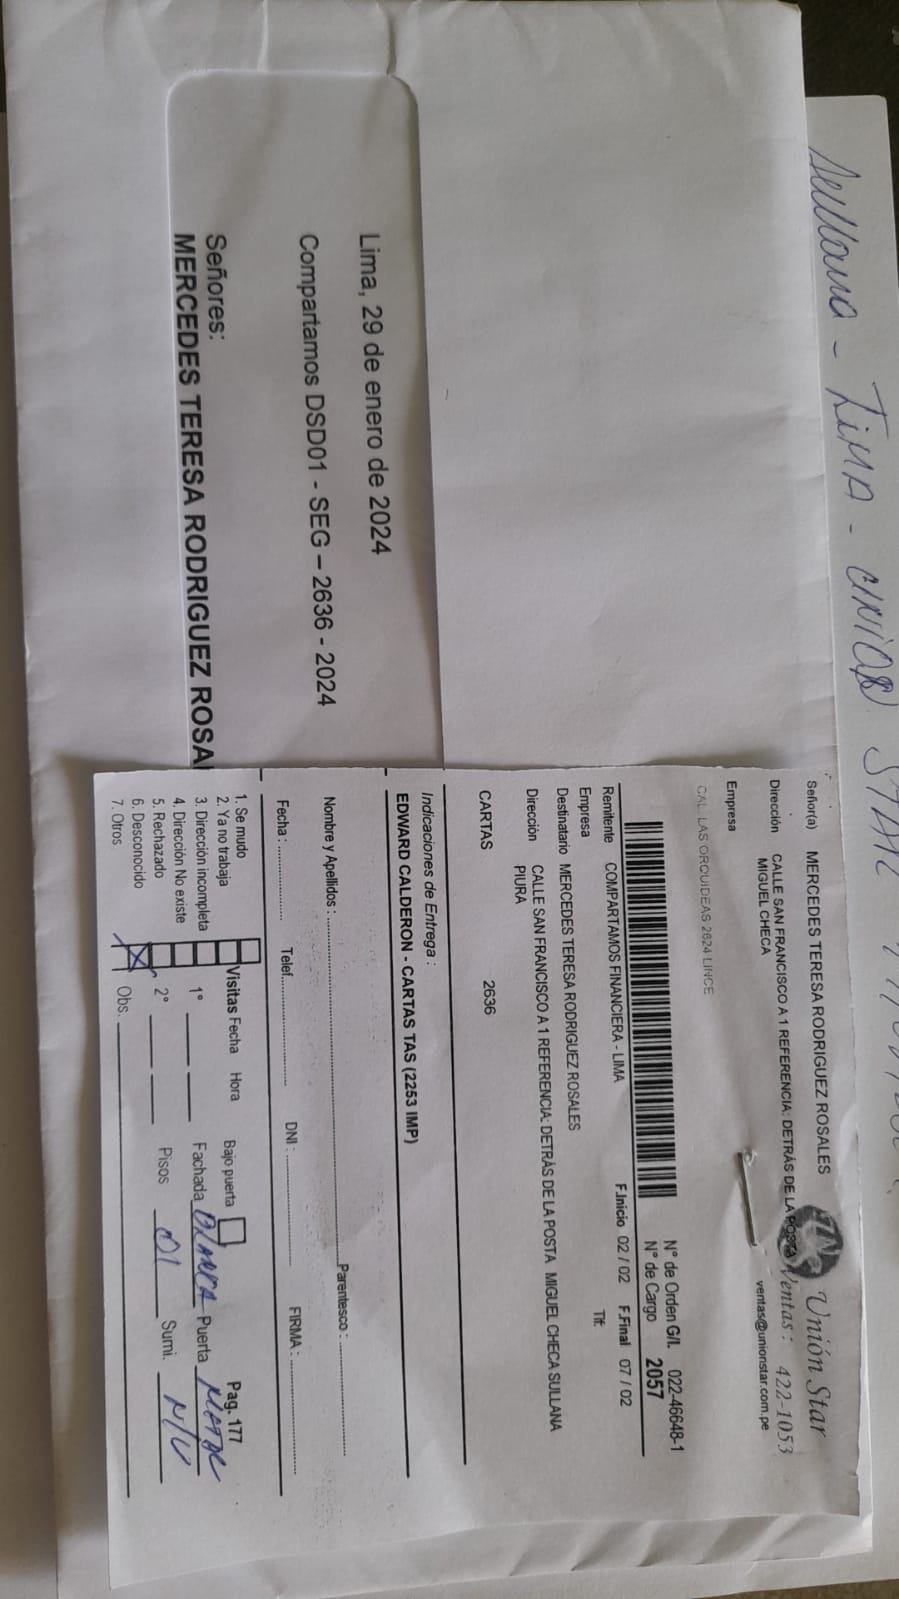 Sullana - Lima - Union Star
Lima, 29 de enero de 2024
Compartamos DSD01 - SEG – 2636 - 2024
Señores:
MERCEDES TERESA RODRIGUEZ ROSA
Señor(a) MERCEDES TERESA RODRIGUEZ ROSALES
Unión Star
Dirección CALLE SAN FRANCISCO A 1 REFERENCIA: DETRÁS DE LA POSTA
MIGUEL CHECA
Ventas: 422-1053
ventas@unionstar.com.pe
Empresa
CAL. LAS ORQUIDEAS 2624 LINCE
N° de Orden G/I. 022-46648-1
N° de Cargo 2057
Remitente COMPARTAMOS FINANCIERA - LIMA F.Inicio 02 / 02 F.Final 07 / 02
Empresa Tlf:
Destinatario MERCEDES TERESA RODRIGUEZ ROSALES
Dirección CALLE SAN FRANCISCO A 1 REFERENCIA: DETRÁS DE LA POSTA MIGUEL CHECA SULLANA
PIURA
CARTAS 2636
Indicaciones de Entrega :
EDWARD CALDERON - CARTAS TAS (2253 IMP)
Nombre y Apellidos : Parentesco :
Fecha : Telef. DNI : FIRMA :
1. Se mudo
2. Ya no trabaja
3. Dirección incompleta
4. Dirección No existe
5. Rechazado
6. Desconocido
7. Otros
Visitas Fecha Hora
1°
2°
Obs.
Bajo puerta Pag. 177
Fachada BLANCA Puerta
Pisos 01 Sumi. N/V